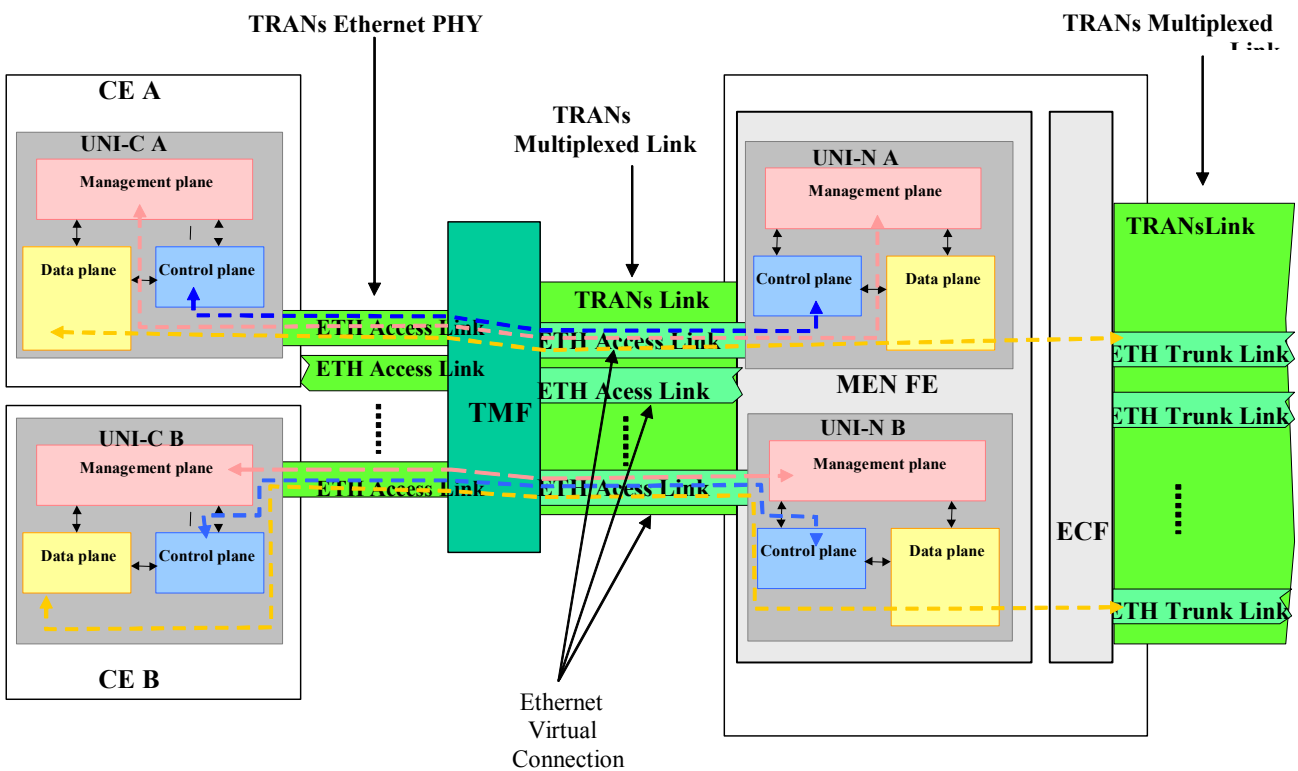 TRANs Ethernet PHY
TRANs Multiplexed
Link
CE A
UNI-C A
Management plane
Data plane
Control plane
TRANs
Multiplexed Link
UNI-N A
Management plane
Control plane
Data plane
TRANsLink
TRANs Link
ETH Access Link
ETH Access Link
ETH Access Link
ETH Acess Link
TMF
MEN FE
ETH Trunk Link
ETH Trunk Link
UNI-C B
Management plane
Data plane
Control plane
CE B
ETH Access Link
ETH Acess Link
UNI-N B
Management plane
Control plane
Data plane
ECF
ETH Trunk Link
Ethernet
Virtual
Connection